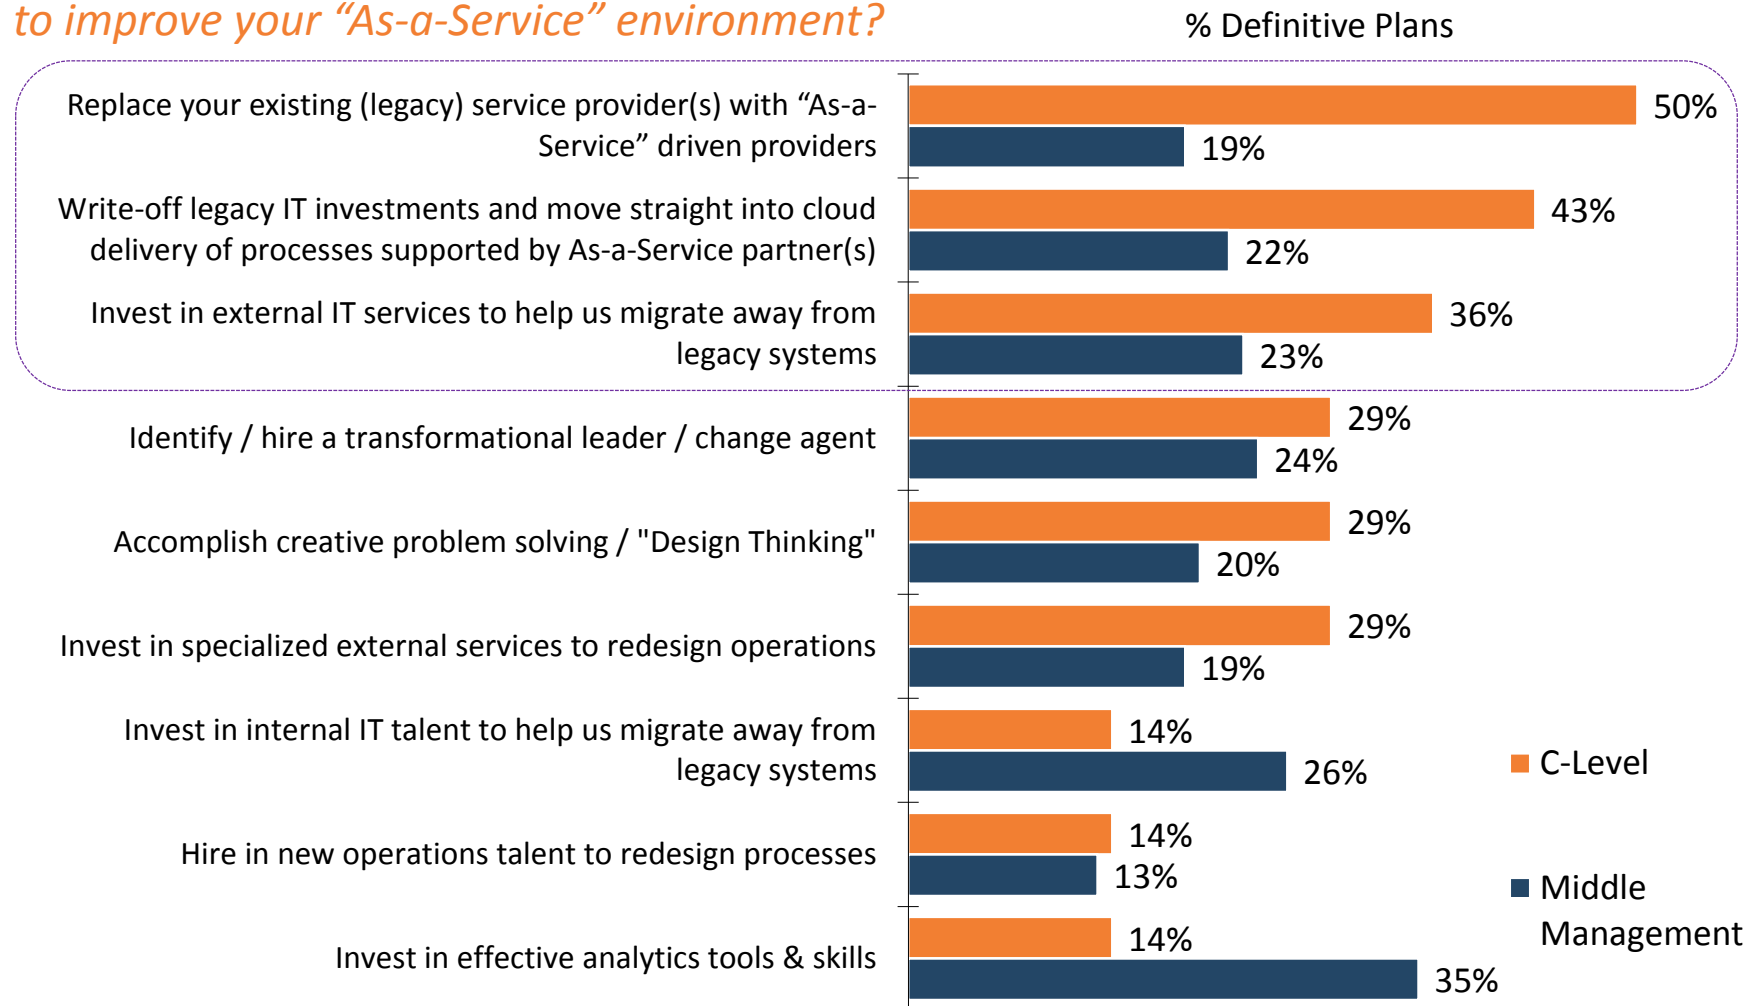 to improve your “As-a-Service” environment?
% Definitive Plans
Replace your existing (legacy) service provider(s) with “As-a-
Service” driven providers
50%
19%
Write-off legacy IT investments and move straight into cloud
delivery of processes supported by As-a-Service partner(s)
43%
22%
Invest in external IT services to help us migrate away from
legacy systems
36%
23%
Identify / hire a transformational leader / change agent
29%
24%
Accomplish creative problem solving / "Design Thinking"
29%
20%
Invest in specialized external services to redesign operations
29%
19%
Invest in internal IT talent to help us migrate away from
legacy systems
14%
26%
Hire in new operations talent to redesign processes
14%
13%
Invest in effective analytics tools & skills
14%
35%
C-Level
Middle
Management